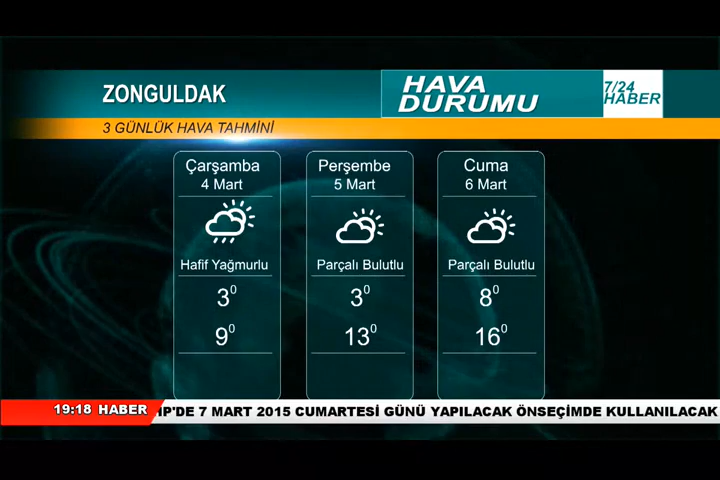 ZONGULDAK
HAVA
DURUMU
7/24
HABER
3 GÜNLÜK HAVA TAHMİNİ
Çarşamba
4 Mart
Hafif Yağmurlu
3⁰
9⁰
Perşembe
5 Mart
Parçalı Bulutlu
3⁰
13⁰
Cuma
6 Mart
Parçalı Bulutlu
8⁰
16⁰
19:18 HABER
'DE 7 MART 2015 CUMARTESİ GÜNÜ YAPILACAK ÖNSEÇİMDE KULLANILACAK